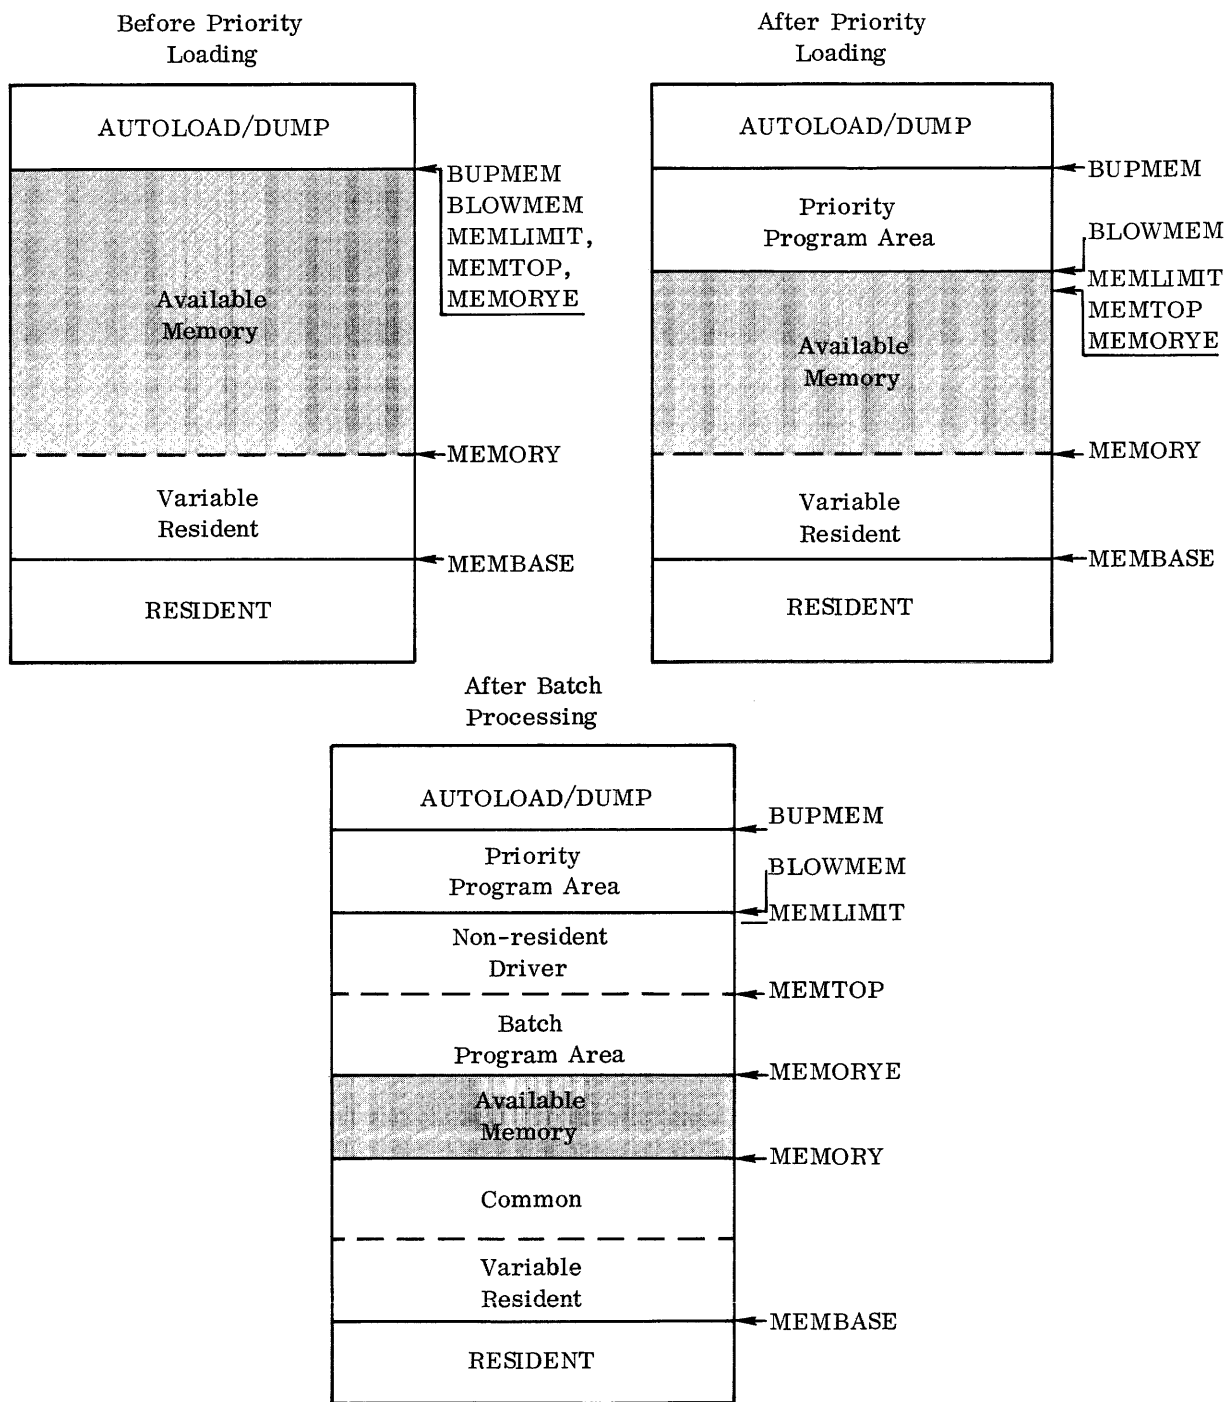 Before Priority
Loading
AUTOLOAD/DUMP
BUPMEM
BLOWMEM
MEMLIMIT,
MEMTOP,
MEMORYE
Available
Memory
MEMORY
Variable
Resident
MEMBASE
RESIDENT
After Priority
Loading
AUTOLOAD/DUMP
BUPMEM
Priority
Program Area
BLOWMEM
MEMLIMIT
MEMTOP
MEMORYE
Available
Memory
MEMORY
Variable
Resident
MEMBASE
RESIDENT
After Batch
Processing
AUTOLOAD/DUMP
BUPMEM
Priority
Program Area
BLOWMEM
MEMLIMIT
Non-resident
Driver
MEMTOP
Batch
Program Area
MEMORYE
Available
Memory
MEMORY
Common
Variable
Resident
MEMBASE
RESIDENT